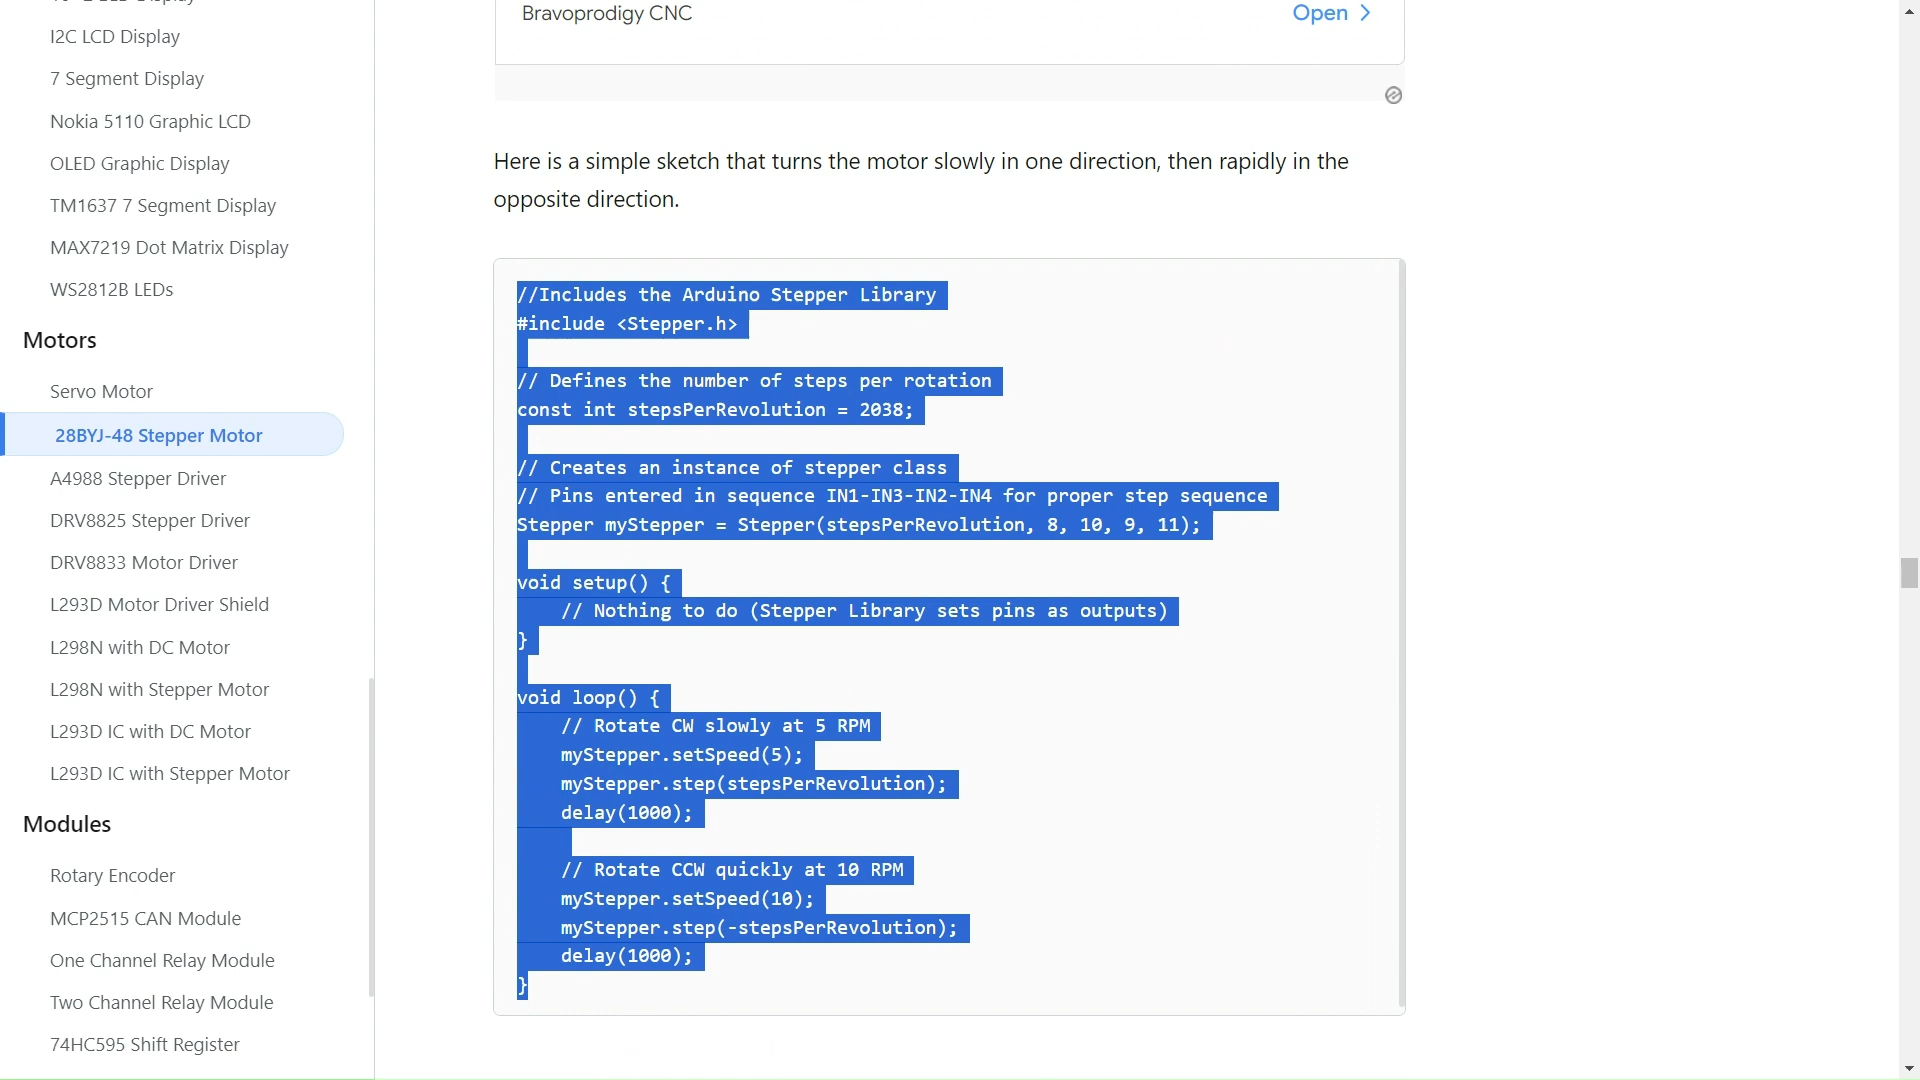 I2C LCD Display
7 Segment Display
Nokia 5110 Graphic LCD
OLED Graphic Display
TM1637 7 Segment Display
MAX7219 Dot Matrix Display
WS2812B LEDs
Motors
Servo Motor
28BYJ-48 Stepper Motor
A4988 Stepper Driver
DRV8825 Stepper Driver
DRV8833 Motor Driver
L293D Motor Driver Shield
L298N with DC Motor
L298N with Stepper Motor
L293D IC with DC Motor
L293D IC with Stepper Motor
Modules
Rotary Encoder
MCP2515 CAN Module
One Channel Relay Module
Two Channel Relay Module
74HC595 Shift Register
Bravoprodigy CNC
Open
Here is a simple sketch that turns the motor slowly in one direction, then rapidly in the
opposite direction.
//Includes the Arduino Stepper Library
#include <Stepper.h>
// Defines the number of steps per rotation
const int stepsPerRevolution = 2038;
// Creates an instance of stepper class
// Pins entered in sequence IN1-IN3-IN2-IN4 for proper step sequence
Stepper myStepper = Stepper(stepsPerRevolution, 8, 10, 9, 11);
void setup() {
    // Nothing to do (Stepper Library sets pins as outputs)
}
void loop() {
    // Rotate CW slowly at 5 RPM
    myStepper.setSpeed(5);
    myStepper.step(stepsPerRevolution);
    delay(1000);
    // Rotate CCW quickly at 10 RPM
    myStepper.setSpeed(10);
    myStepper.step(-stepsPerRevolution);
    delay(1000);
}